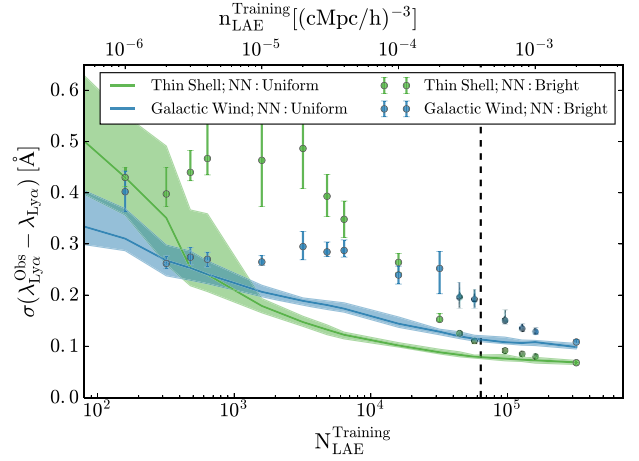 n_LAE^Training [(cMpc/h)^−3]
10^−6 10^−5 10^−4 10^−3
Thin Shell; NN : Uniform Thin Shell; NN : Bright
Galactic Wind; NN : Uniform Galactic Wind; NN : Bright
σ(λ_Lyα^Obs − λ_Lyα) [Å]
0.6
0.5
0.4
0.3
0.2
0.1
0.0
10^2 10^3 10^4 10^5
N_LAE^Training